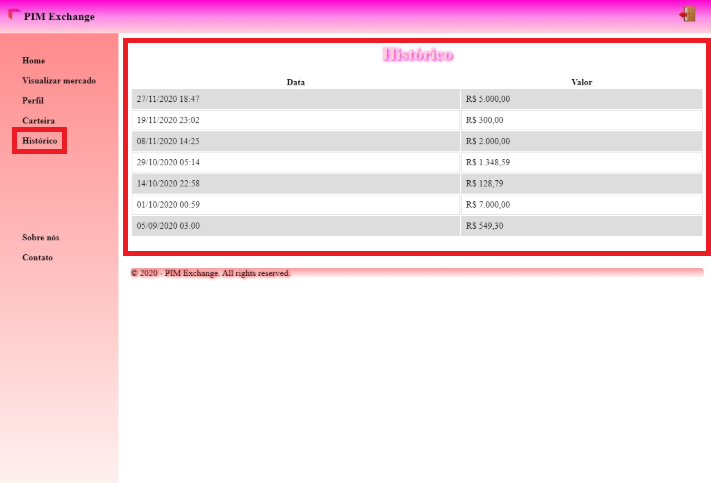 PIM Exchange
Home
Visualizar mercado
Perfil
Carteira
Histórico
Sobre nós
Contato
Histórico
Data Valor
27/11/2020 18:47 R$ 5.000,00
19/11/2020 23:02 R$ 300,00
08/11/2020 14:25 R$ 2.000,00
29/10/2020 05:14 R$ 1.348,59
14/10/2020 22:58 R$ 128,79
01/10/2020 00:59 R$ 7.000,00
05/09/2020 03:00 R$ 549,30
© 2020 - PIM Exchange. All rights reserved.